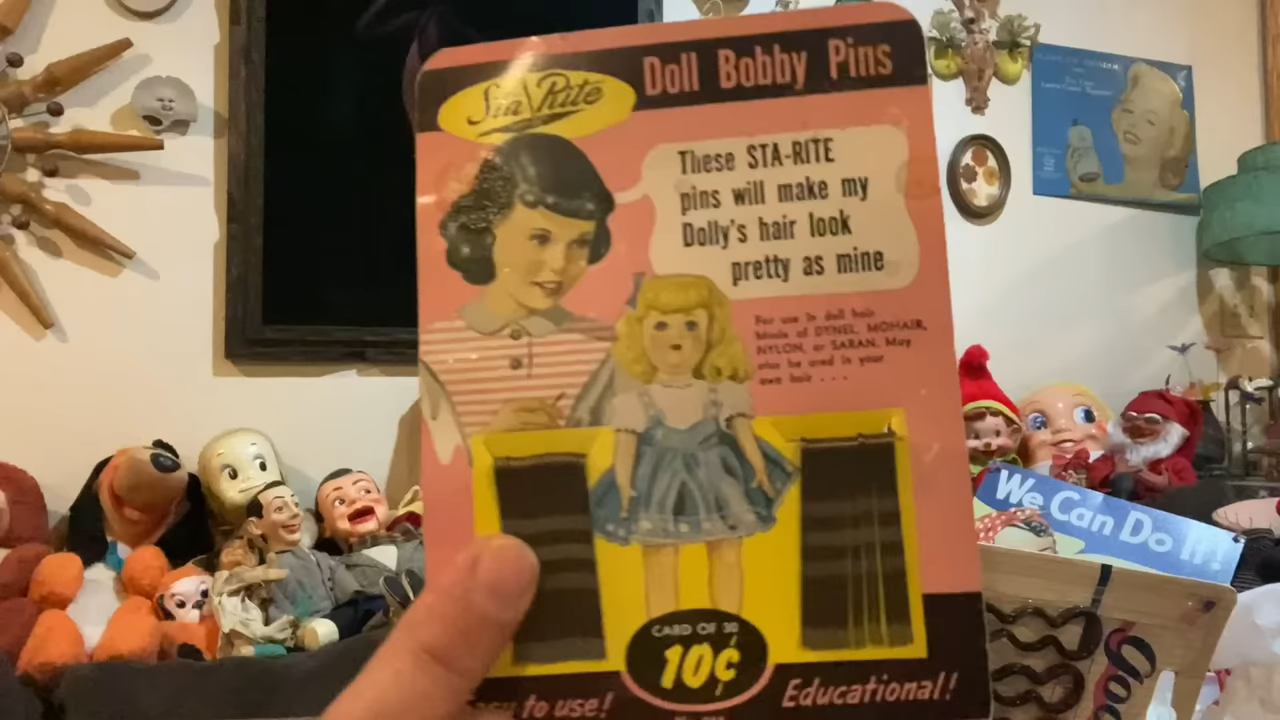 Sta-Rite
Doll Bobby Pins
These STA-RITE
pins will make my
Dolly's hair look
pretty as mine
For use in doll hair
Made of DYNEL, MOHAIR,
NYLON, or SARAN. May
also be used in your
own hair . . .
CARD OF 30
10¢
to use!
Educational!
We Can Do It!